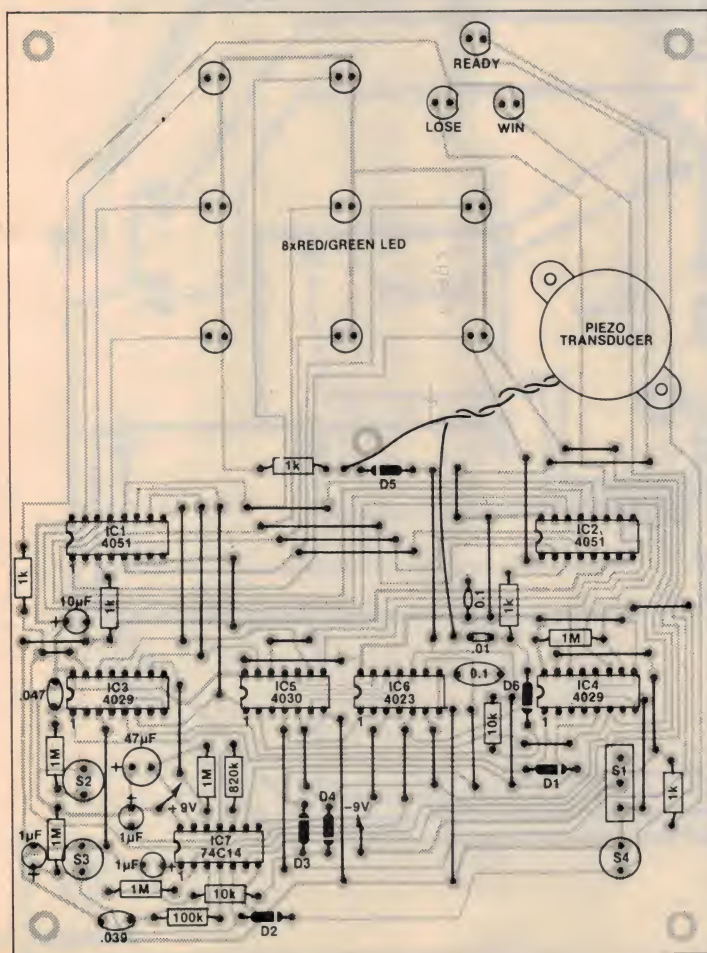 READY
LOSE
WIN
8xRED/GREEN LED
PIEZO
TRANSDUCER
1k
D5
IC1
4051
1
IC2
4051
1k
10µF
+
1k
0.1
1k
.01
1M
.047
IC3
4029
1
IC5
4030
1
IC6
4023
1
0.1
10k
D6
IC4
4029
1
1M
S2
47µF
+
+9V
1M
820k
D4
-9V
D1
S1
1k
1µF
+
1M
S3
1µF
+
1µF
+
IC7
74C14
1
D3
S4
1M
10k
.039
100k
D2